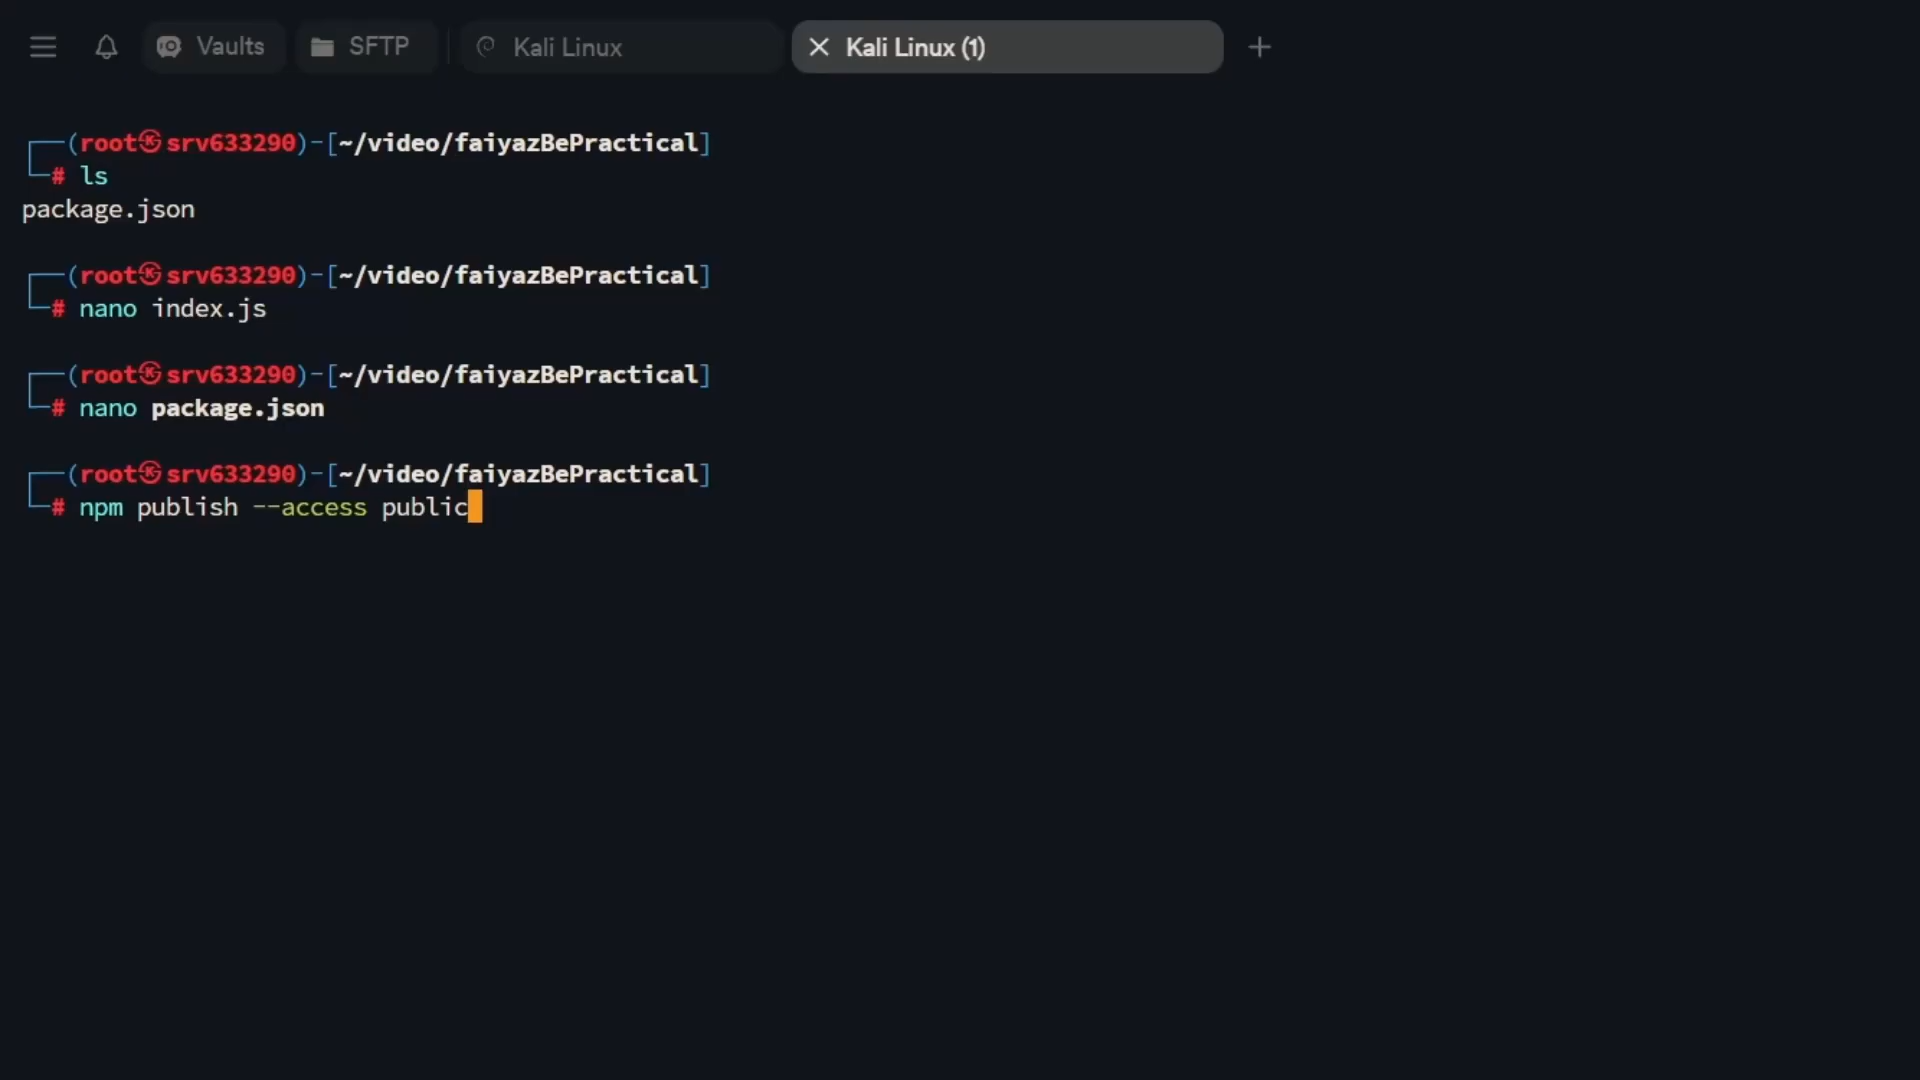 Vaults SFTP Kali Linux Kali Linux (1)
┌──(root㉿srv633290)-[~/video/faiyazBePractical]
└─# ls
package.json
┌──(root㉿srv633290)-[~/video/faiyazBePractical]
└─# nano index.js
┌──(root㉿srv633290)-[~/video/faiyazBePractical]
└─# nano package.json
┌──(root㉿srv633290)-[~/video/faiyazBePractical]
└─# npm publish --access public